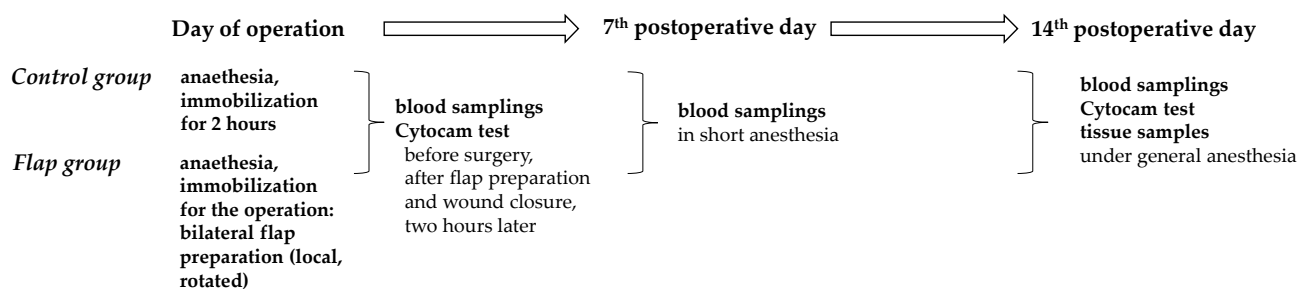 Day of operation
7th postoperative day
14th postoperative day
Control group
anaethesia,
immobilization
for 2 hours
Flap group
anaethesia,
immobilization
for the operation:
bilateral flap
preparation (local,
rotated)
blood samplings
Cytocam test
before surgery,
after flap preparation
and wound closure,
two hours later
blood samplings
in short anesthesia
blood samplings
Cytocam test
tissue samples
under general anesthesia